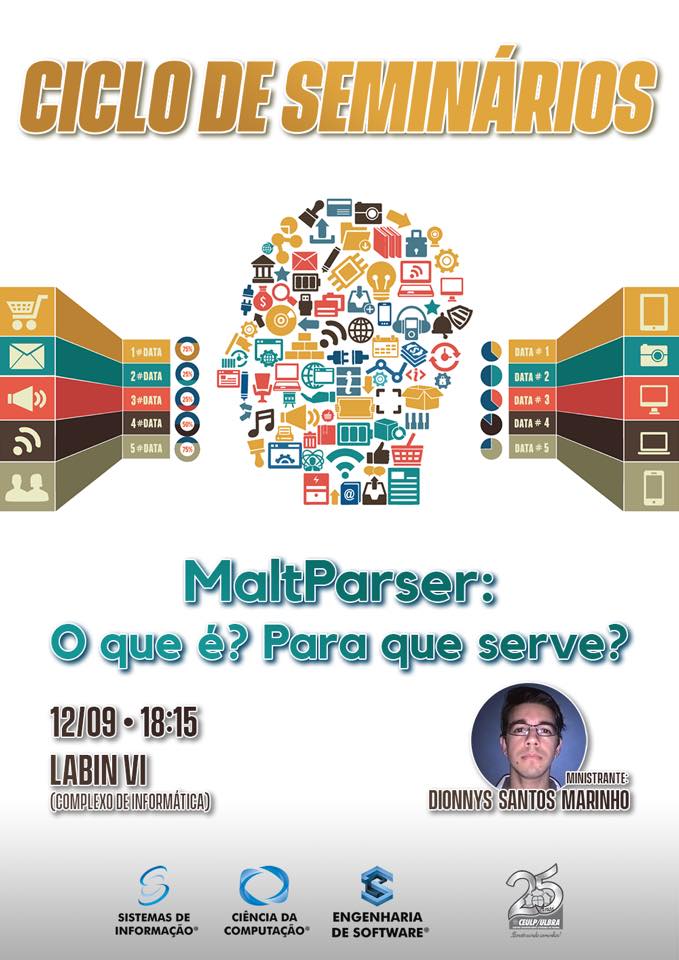 CICLO DE SEMINÁRIOS
1#DATA
75%
2#DATA
25%
3#DATA
25%
4#DATA
50%
5#DATA
75%
DATA # 1
DATA # 2
DATA # 3
DATA # 4
DATA # 5
MaltParser:
O que é? Para que serve?
12/09 • 18:15
LABIN VI
(COMPLEXO DE INFORMÁTICA)
MINISTRANTE:
DIONNYS SANTOS MARINHO
SISTEMAS DE
INFORMAÇÃO®
CIÊNCIA DA
COMPUTAÇÃO®
ENGENHARIA
DE SOFTWARE®
25
anos
CEULP/ULBRA
Construindo caminhos!